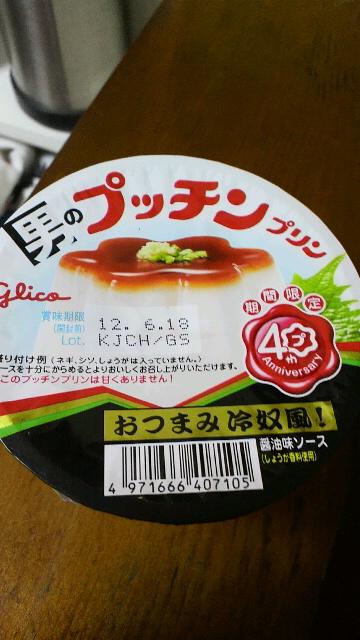 男のプッチンプリン
Glico
賞味期限
(開封前)
12. 6.18
Lot. KJCH/GS
期間限定
4プth
Anniversary
盛り付け例(ネギ、シソ、しょうがは入っていません。)
ソースを十分にからめるとよりおいしくお召し上がりいただけます。
このプッチンプリンは甘くありません!
おつまみ冷奴風!
醤油味ソース
(しょうが香料使用)
4 971666 407105